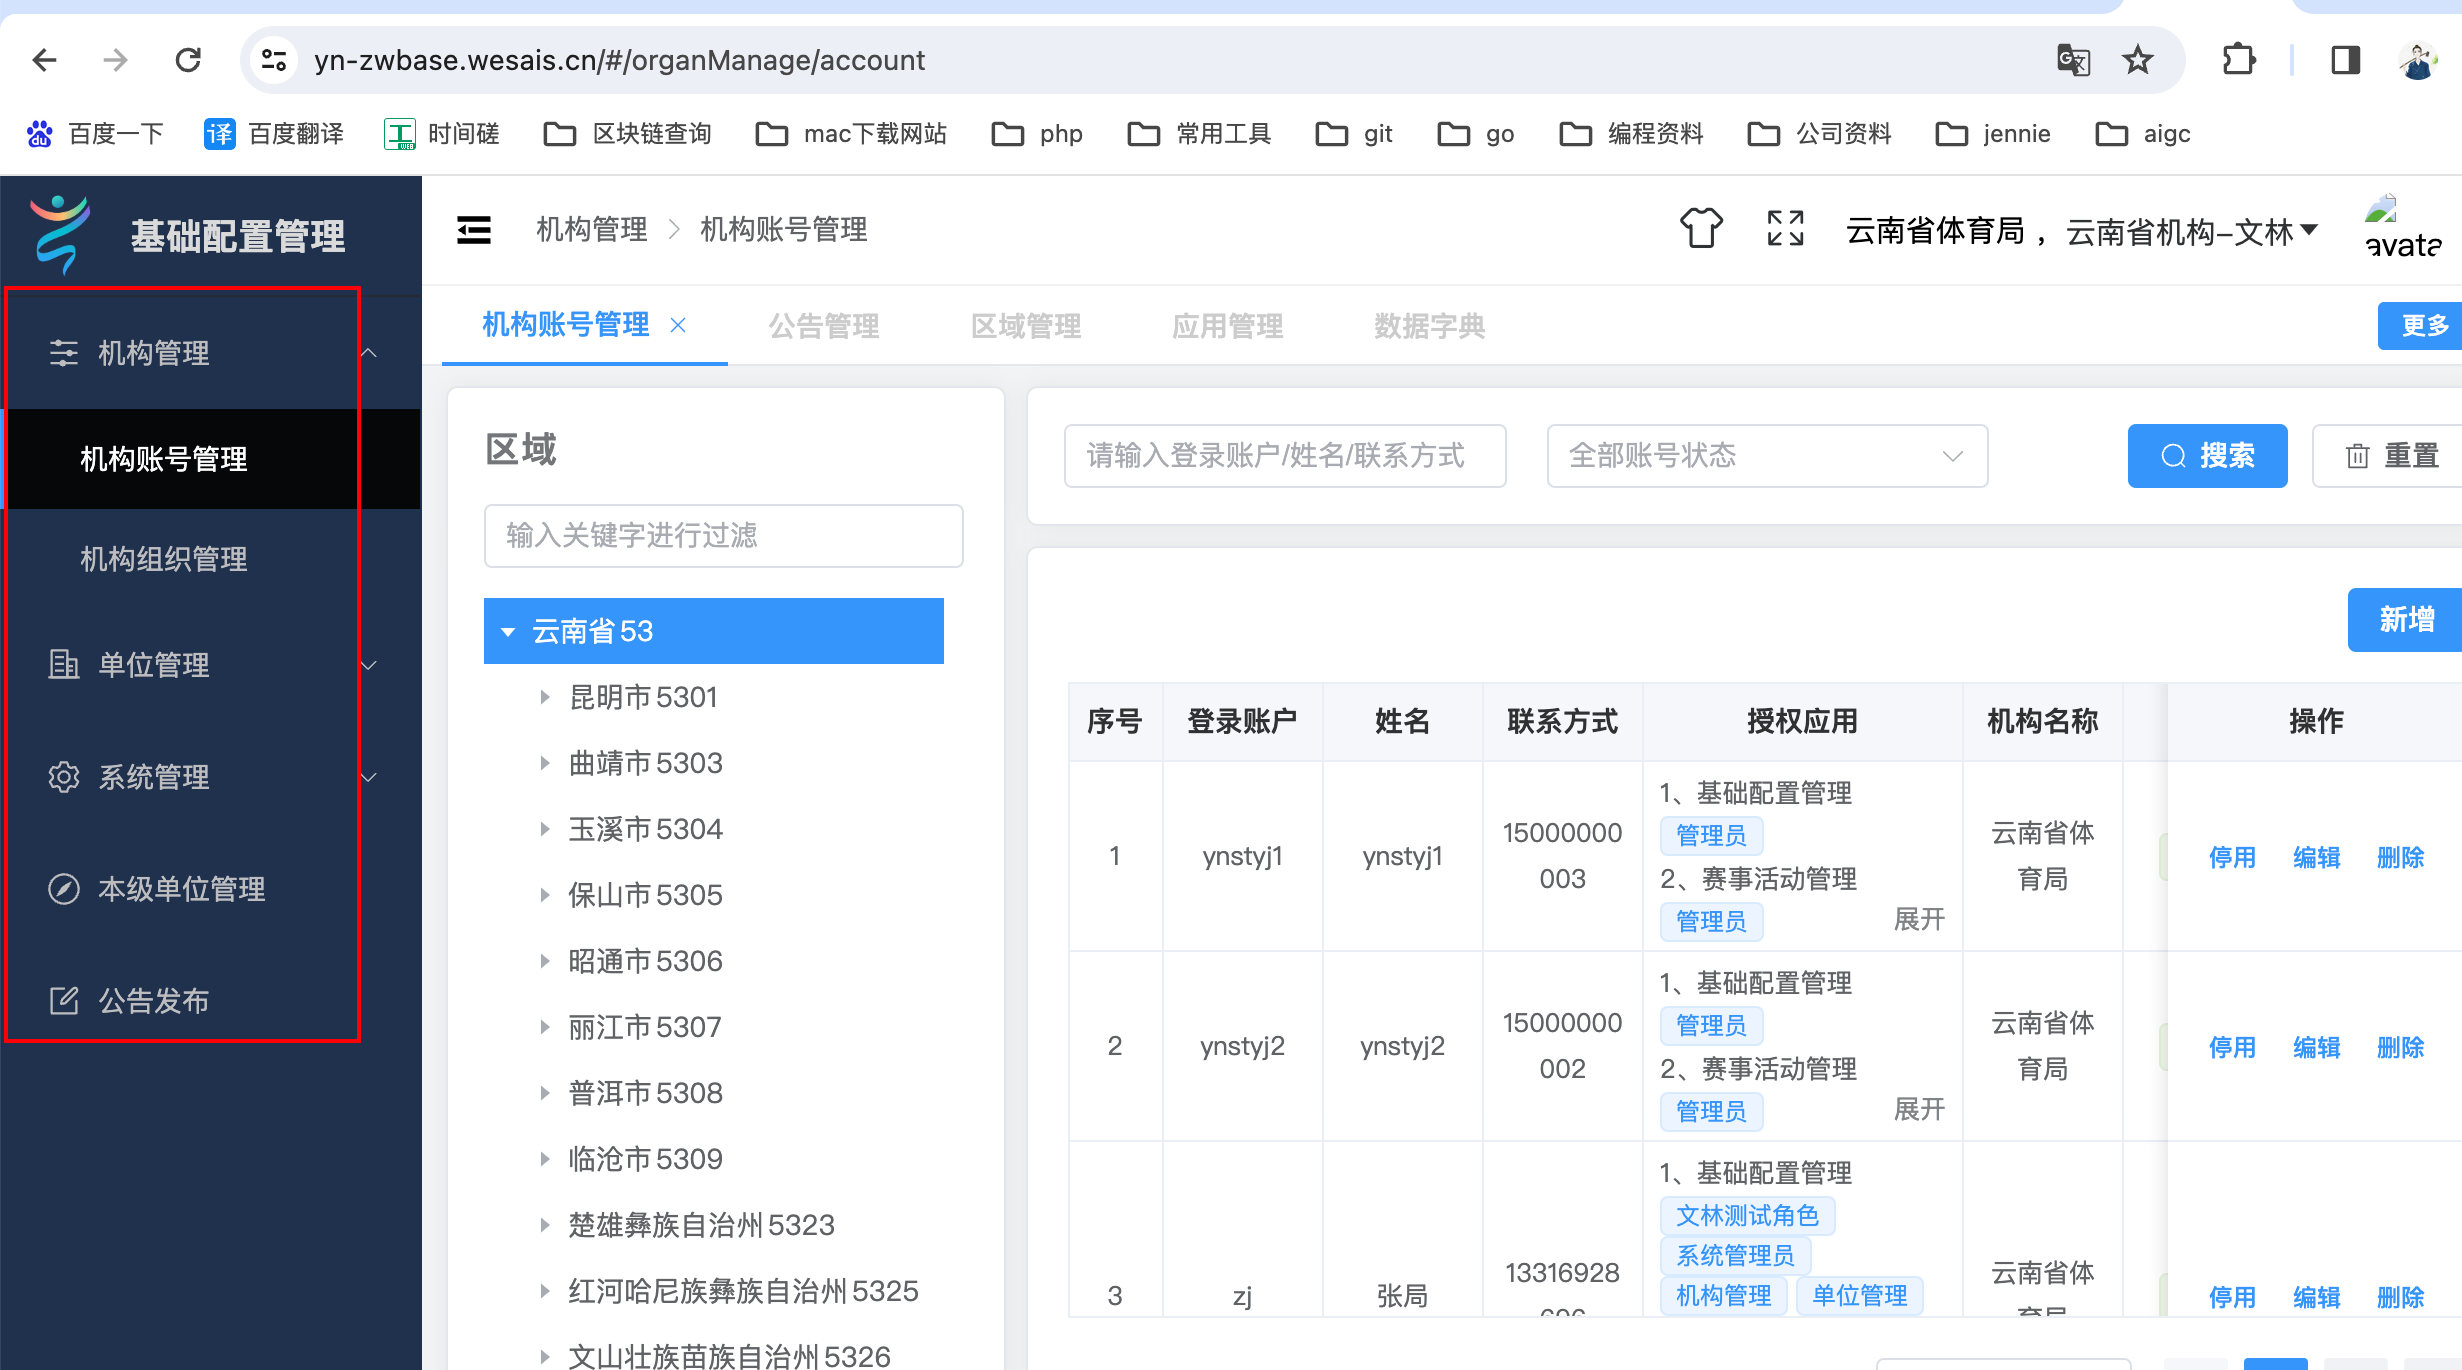 yn-zwbase.wesais.cn/#/organManage/account
百度一下 百度翻译 时间磋 区块链查询 mac下载网站 php 常用工具 git go 编程资料 公司资料 jennie aigc
基础配置管理
机构管理
机构账号管理
机构组织管理
单位管理
系统管理
本级单位管理
公告发布
机构管理 > 机构账号管理
云南省体育局 ， 云南省机构-文林
avata
机构账号管理 公告管理 区域管理 应用管理 数据字典 更多
区域
输入关键字进行过滤
云南省53
昆明市5301
曲靖市5303
玉溪市5304
保山市5305
昭通市5306
丽江市5307
普洱市5308
临沧市5309
楚雄彝族自治州5323
红河哈尼族彝族自治州5325
文山壮族苗族自治州5326
请输入登录账户/姓名/联系方式 全部账号状态 搜索 重置
新增
序号 登录账户 姓名 联系方式 授权应用 机构名称 操作
1 ynstyj1 ynstyj1
15000000
003
1、基础配置管理
管理员
2、赛事活动管理
管理员 展开
云南省体
育局
停用 编辑 删除
2 ynstyj2 ynstyj2
15000000
002
1、基础配置管理
管理员
2、赛事活动管理
管理员 展开
云南省体
育局
停用 编辑 删除
3 zj 张局
13316928
1、基础配置管理
文林测试角色
系统管理员
机构管理 单位管理
云南省体
育局
停用 编辑 删除